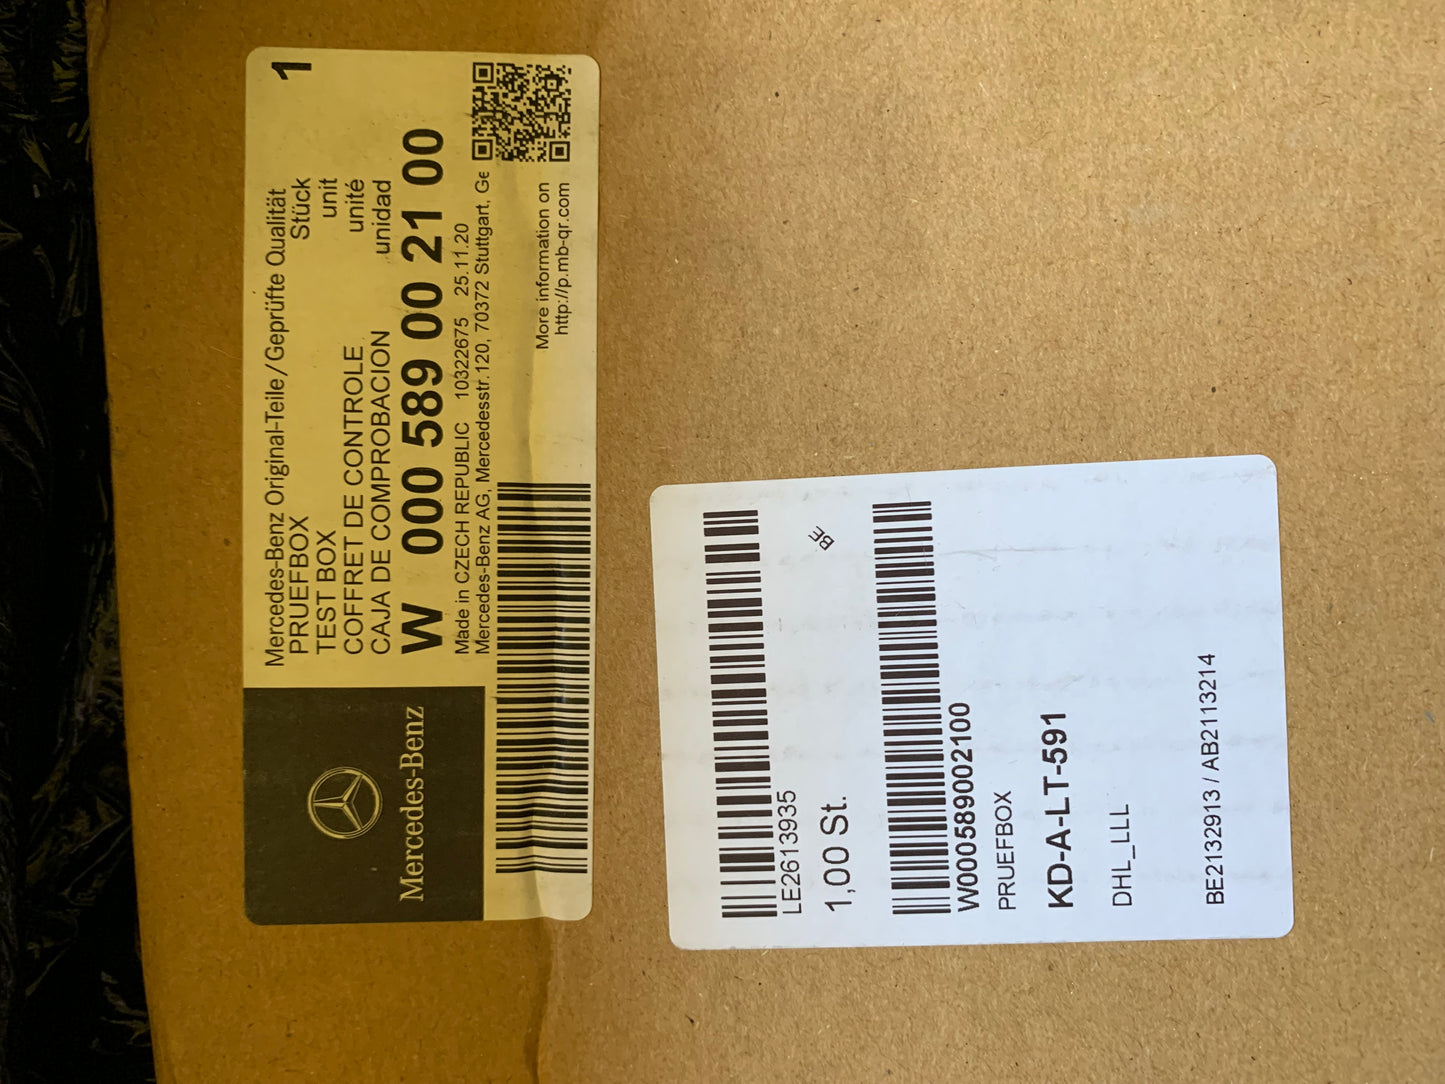 Mercedes-Benz
Mercedes-Benz Original-Teile / Geprüfte Qualität
PRUEFBOX Stück 1
TEST BOX unit
COFFRET DE CONTROLE unité
CAJA DE COMPROBACION unidad
W 000 589 00 21 00
Made in CZECH REPUBLIC 10322675 25.11.20
Mercedes-Benz AG, Mercedesstr.120, 70372 Stuttgart, Ge
More information on
http://p.mb-qr.com
LE2613935
1,00 St.
BE
W000589002100
PRUEFBOX
KD-A-LT-591
DHL_LLL
BE2132913 / AB2113214